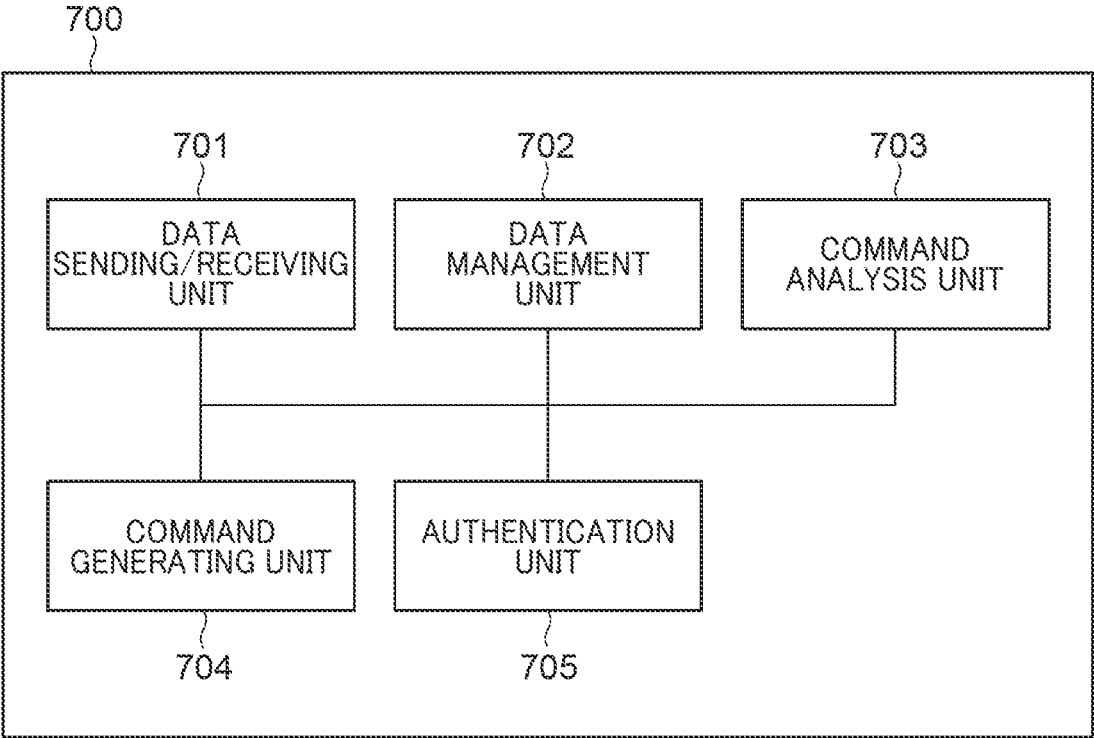 700
701
DATA
SENDING/RECEIVING
UNIT
702
DATA
MANAGEMENT
UNIT
703
COMMAND
ANALYSIS UNIT
COMMAND
GENERATING UNIT
704
AUTHENTICATION
UNIT
705